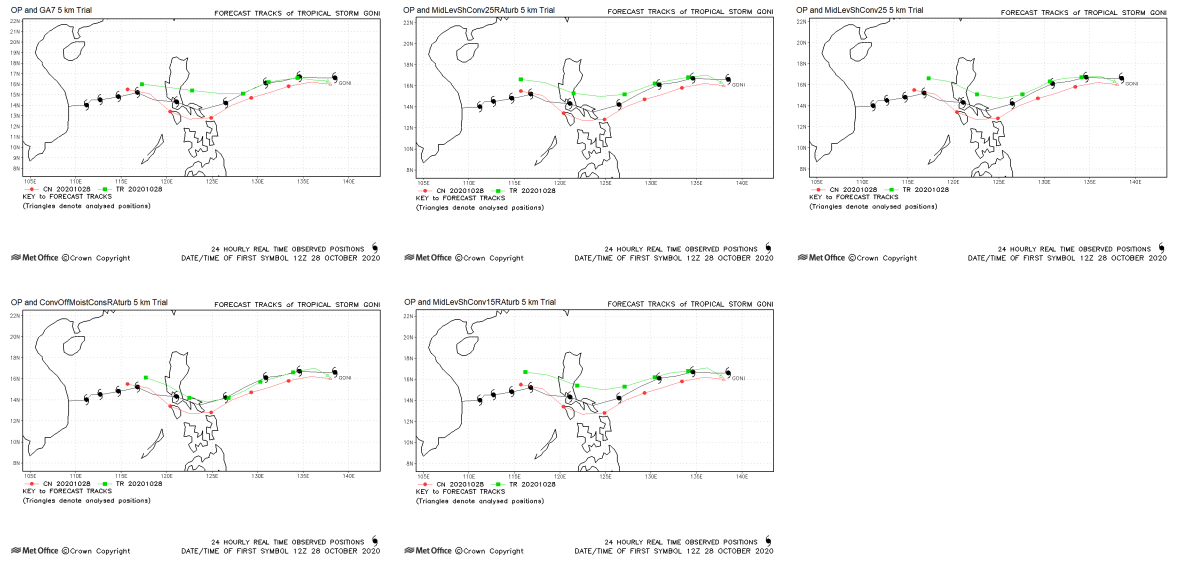 OP and GA7 5 km Trial
FORECAST TRACKS of TROPICAL STORM GONI
22N
21N
20N
19N
18N
17N
16N
15N
14N
13N
12N
11N
10N
9N
8N
GONI
105E 110E 115E 120E 125E 130E 135E 140E
CN 20201028 TR 20201028
KEY to FORECAST TRACKS
(Triangles denote analysed positions)
24 HOURLY REAL TIME OBSERVED POSITIONS
Met Office ©Crown Copyright
DATE/TIME OF FIRST SYMBOL 12Z 28 OCTOBER 2020
OP and MidLevShConv25RAturb 5 km Trial
FORECAST TRACKS of TROPICAL STORM GONI
22N
20N
18N
16N
14N
12N
10N
8N
GONI
105E 110E 115E 120E 125E 130E 135E 140E
CN 20201028 TR 20201028
KEY to FORECAST TRACKS
(Triangles denote analysed positions)
24 HOURLY REAL TIME OBSERVED POSITIONS
Met Office ©Crown Copyright
DATE/TIME OF FIRST SYMBOL 12Z 28 OCTOBER 2020
OP and MidLevShConv25 5 5 km Trial
FORECAST TRACKS of TROPICAL STORM GONI
22N
20N
18N
16N
14N
12N
10N
8N
GONI
105E 110E 115E 120E 125E 130E 135E 140E
CN 20201028 TR 20201028
KEY to FORECAST TRACKS
(Triangles denote analysed positions)
24 HOURLY REAL TIME OBSERVED POSITIONS
Met Office ©Crown Copyright
DATE/TIME OF FIRST SYMBOL 12Z 28 OCTOBER 2020
OP and ConvOffMoistConsRAturb 5 km Trial
FORECAST TRACKS of TROPICAL STORM GONI
22N
20N
18N
16N
14N
12N
10N
8N
GONI
105E 110E 115E 120E 125E 130E 135E 140E
CN 20201028 TR 20201028
KEY to FORECAST TRACKS
(Triangles denote analysed positions)
24 HOURLY REAL TIME OBSERVED POSITIONS
Met Office ©Crown Copyright
DATE/TIME OF FIRST SYMBOL 12Z 28 OCTOBER 2020
OP and MidLevShConv15RAturb 5 km Trial
FORECAST TRACKS of TROPICAL STORM GONI
22N
20N
18N
16N
14N
12N
10N
8N
GONI
105E 110E 115E 120E 125E 130E 135E 140E
CN 20201028 TR 20201028
KEY to FORECAST TRACKS
(Triangles denote analysed positions)
24 HOURLY REAL TIME OBSERVED POSITIONS
Met Office ©Crown Copyright
DATE/TIME OF FIRST SYMBOL 12Z 28 OCTOBER 2020